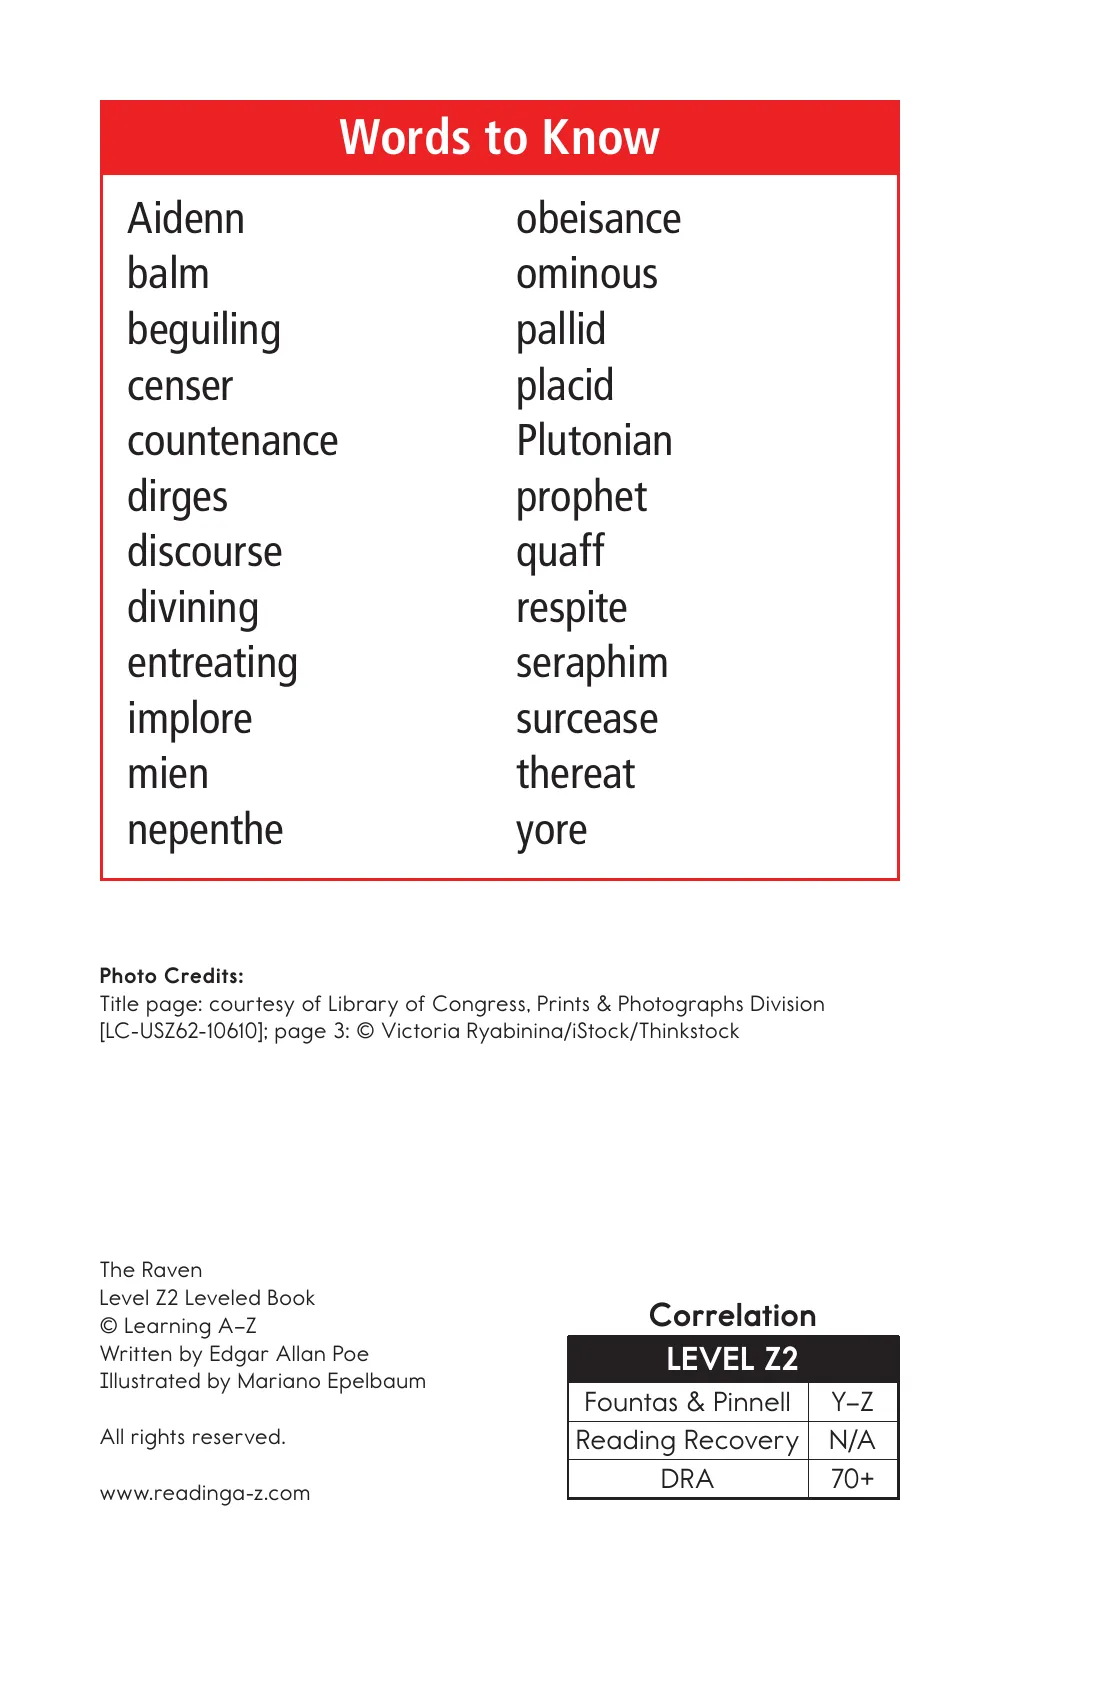 Words to Know
Aidenn
balm
beguiling
censer
countenance
dirges
discourse
divining
entreating
implore
mien
nepenthe
obeisance
ominous
pallid
placid
Plutonian
prophet
quaff
respite
seraphim
surcease
thereat
yore
Photo Credits:
Title page: courtesy of Library of Congress, Prints & Photographs Division
[LC-USZ62-10610]; page 3: © Victoria Ryabinina/iStock/Thinkstock
The Raven
Level Z2 Leveled Book
© Learning A–Z
Written by Edgar Allan Poe
Illustrated by Mariano Epelbaum
All rights reserved.
www.readinga-z.com
Correlation
LEVEL Z2
Fountas & Pinnell Y–Z
Reading Recovery N/A
DRA 70+